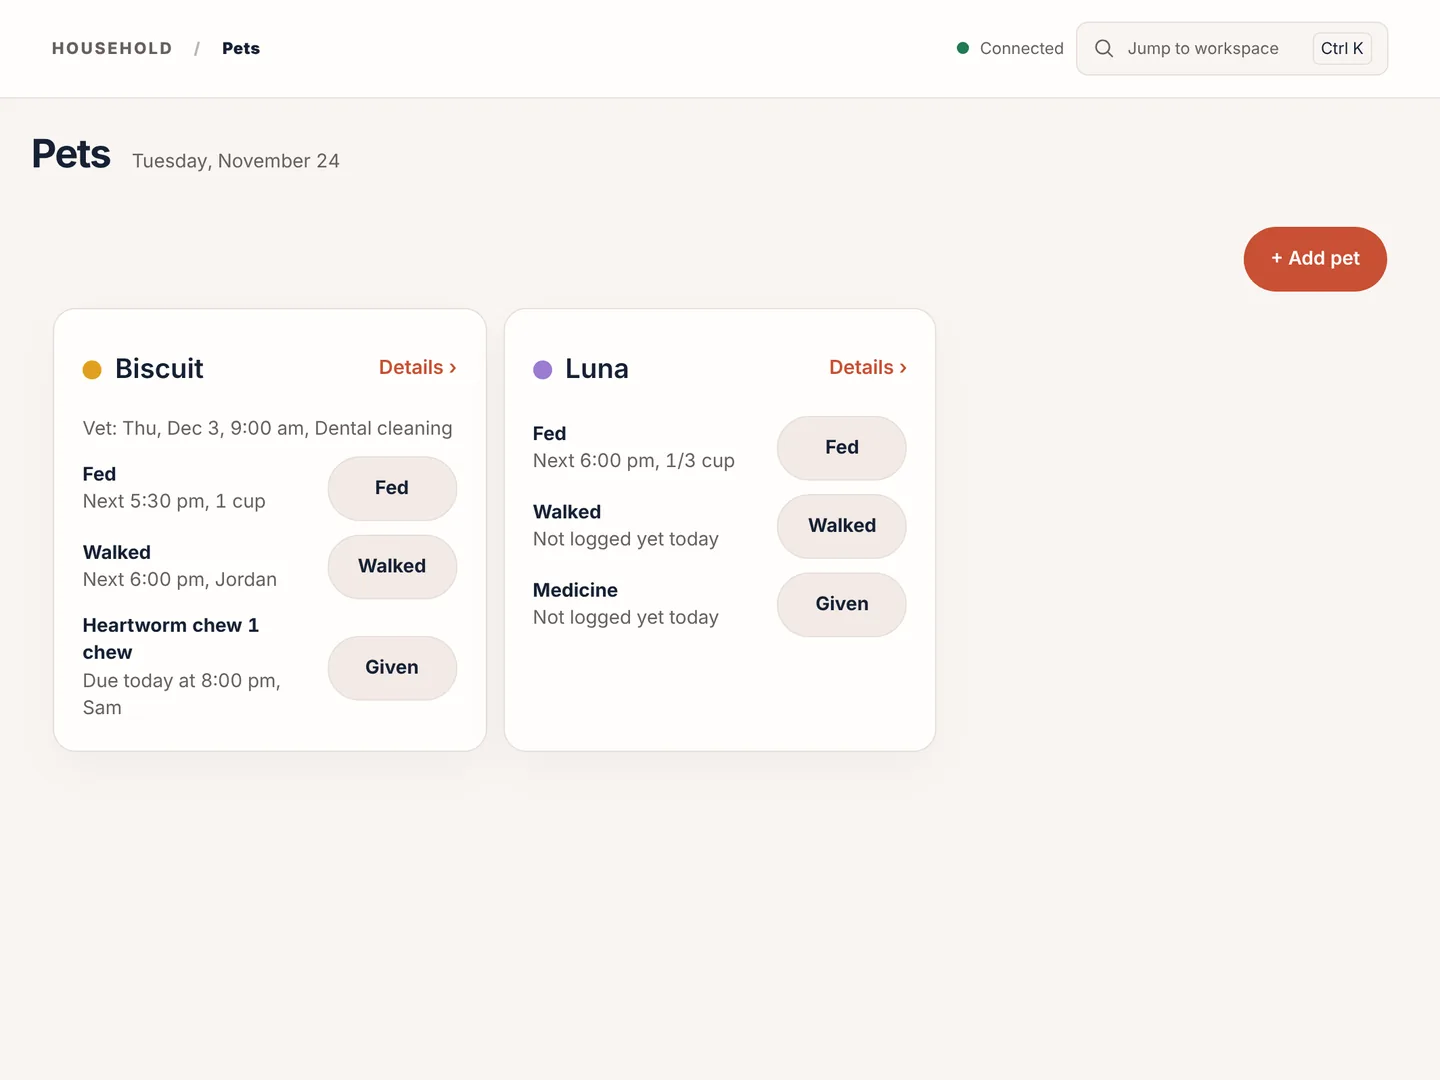 HOUSEHOLD / Pets
Connected
Jump to workspace
Ctrl K
Pets
Tuesday, November 24
+ Add pet
Biscuit
Details ›
Vet: Thu, Dec 3, 9:00 am, Dental cleaning
Fed
Next 5:30 pm, 1 cup
Fed
Walked
Next 6:00 pm, Jordan
Walked
Heartworm chew 1
chew
Due today at 8:00 pm,
Sam
Given
Luna
Details ›
Fed
Next 6:00 pm, 1/3 cup
Fed
Walked
Not logged yet today
Walked
Medicine
Not logged yet today
Given